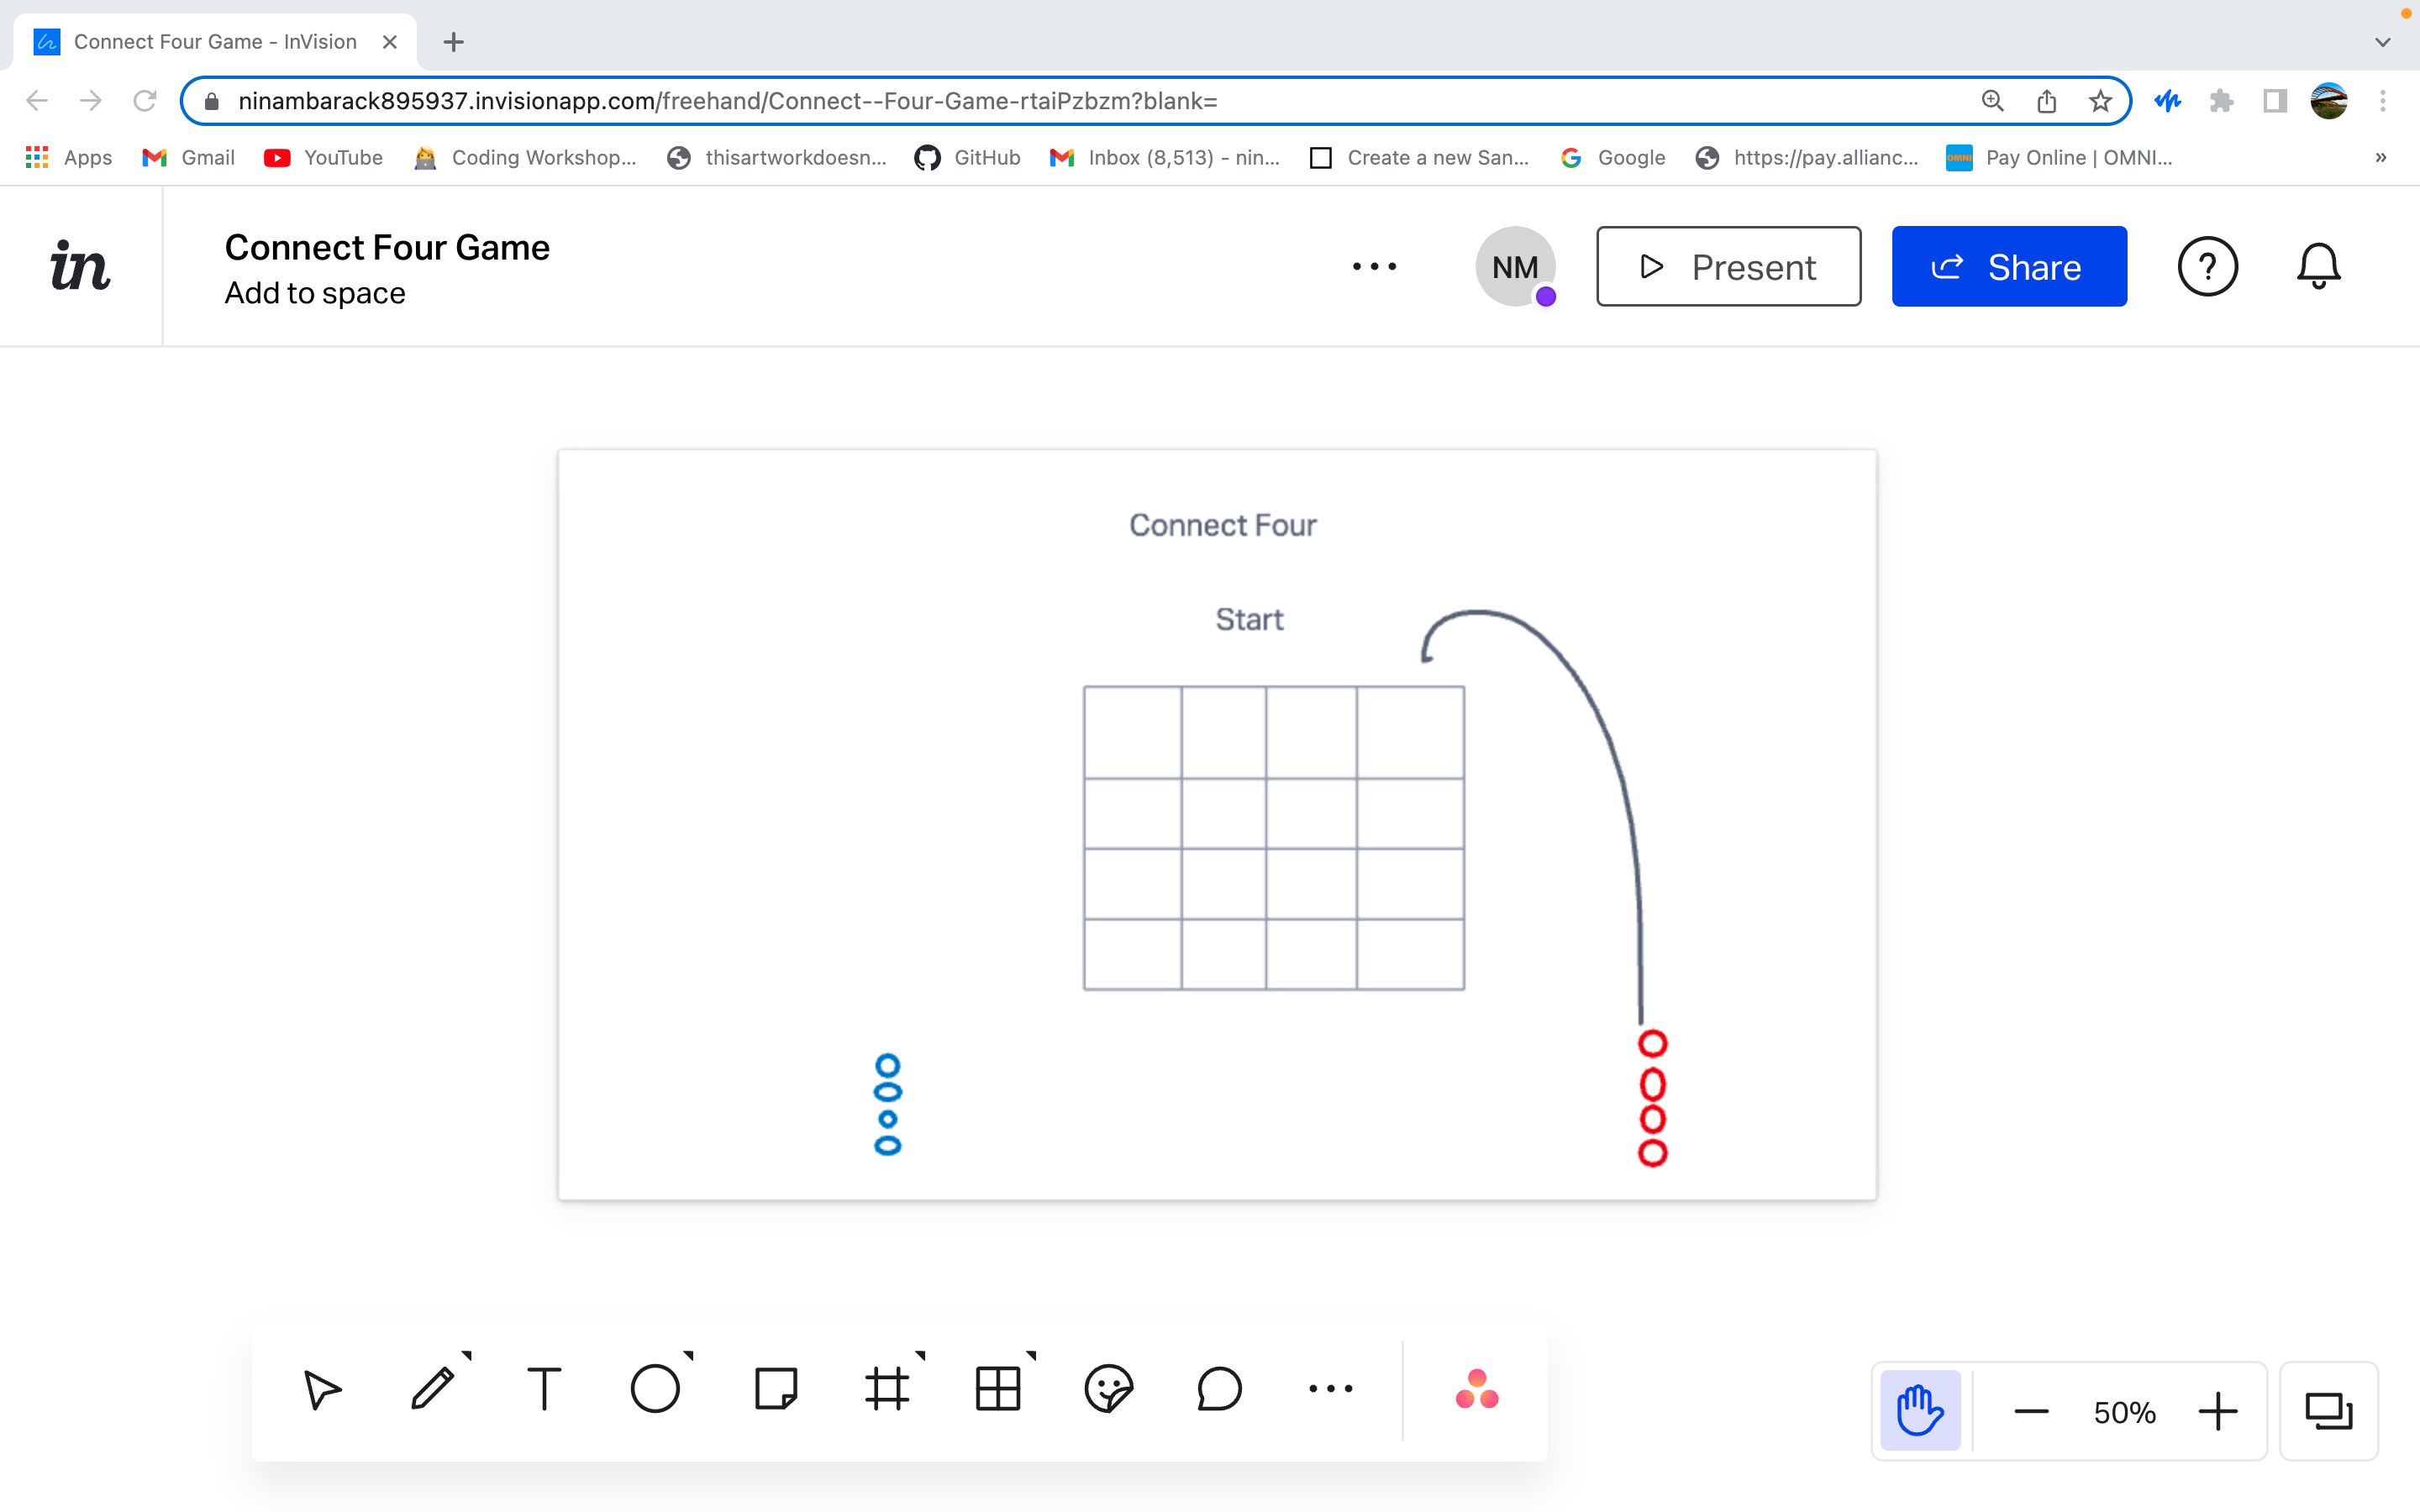 Connect Four Game - InVision
ninambarack895937.invisionapp.com/freehand/Connect--Four-Game-rtaiPzbzm?blank=
Apps Gmail YouTube Coding Workshop... thisartworkdoesn... GitHub Inbox (8,513) - nin... Create a new San... Google https://pay.allianc... OMNI Pay Online | OMNI... »
in Connect Four Game NM Present Share ?
Add to space
Connect Four
Start
T 50%